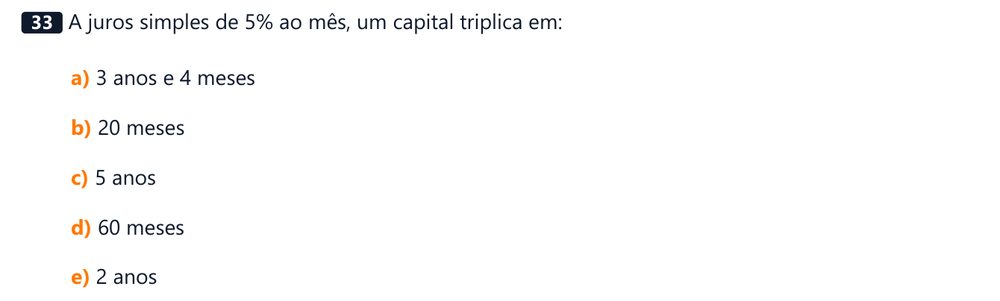 33 A juros simples de 5% ao mês, um capital triplica em:
a) 3 anos e 4 meses
b) 20 meses
c) 5 anos
d) 60 meses
e) 2 anos